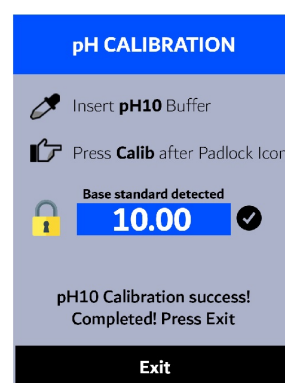 pH CALIBRATION
Insert pH10 Buffer
Press Calib after Padlock Icon
Base standard detected
10.00
pH10 Calibration success!
Completed! Press Exit
Exit